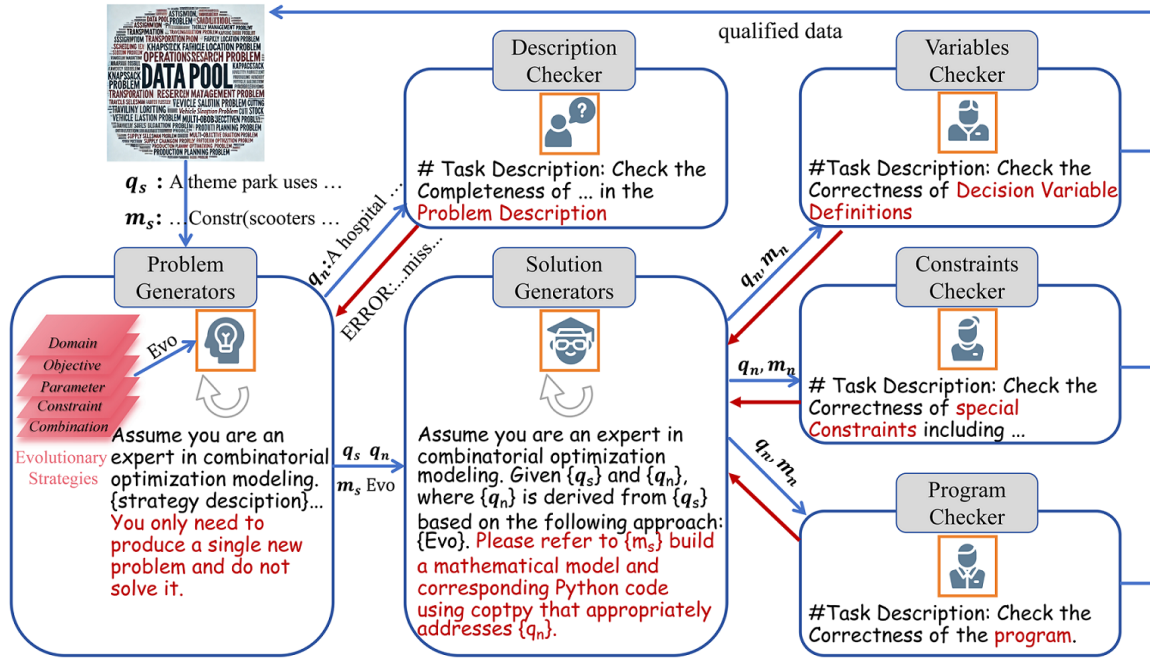 DATA POOL
OPERATIONS RESEARCH PROBLEM
PRODUCTION PLANNING PROBLEM
qualified data
q_s : A theme park uses …
m_s: …Constr(scooters …
q_n:A hospital …
ERROR:....miss…
Description
Checker
# Task Description: Check the
Completeness of ... in the
Problem Description
Variables
Checker
#Task Description: Check the
Correctness of Decision Variable
Definitions
Problem
Generators
Domain
Objective
Parameter
Constraint
Combination
Evo
Evolutionary
Strategies
Assume you are an
expert in combinatorial
optimization modeling.
{strategy desciption}...
You only need to
produce a single new
problem and do not
solve it.
q_s q_n
m_s Evo
Solution
Generators
Assume you are an expert in
combinatorial optimization
modeling. Given {q_s} and {q_n},
where {q_n} is derived from {q_s}
based on the following approach:
{Evo}. Please refer to {m_s} build
a mathematical model and
corresponding Python code
using coptpy that appropriately
addresses {q_n}.
q_n, m_n
q_n, m_n
q_n, m_n
Constraints
Checker
# Task Description: Check the
Correctness of special
Constraints including ...
Program
Checker
#Task Description: Check the
Correctness of the program.